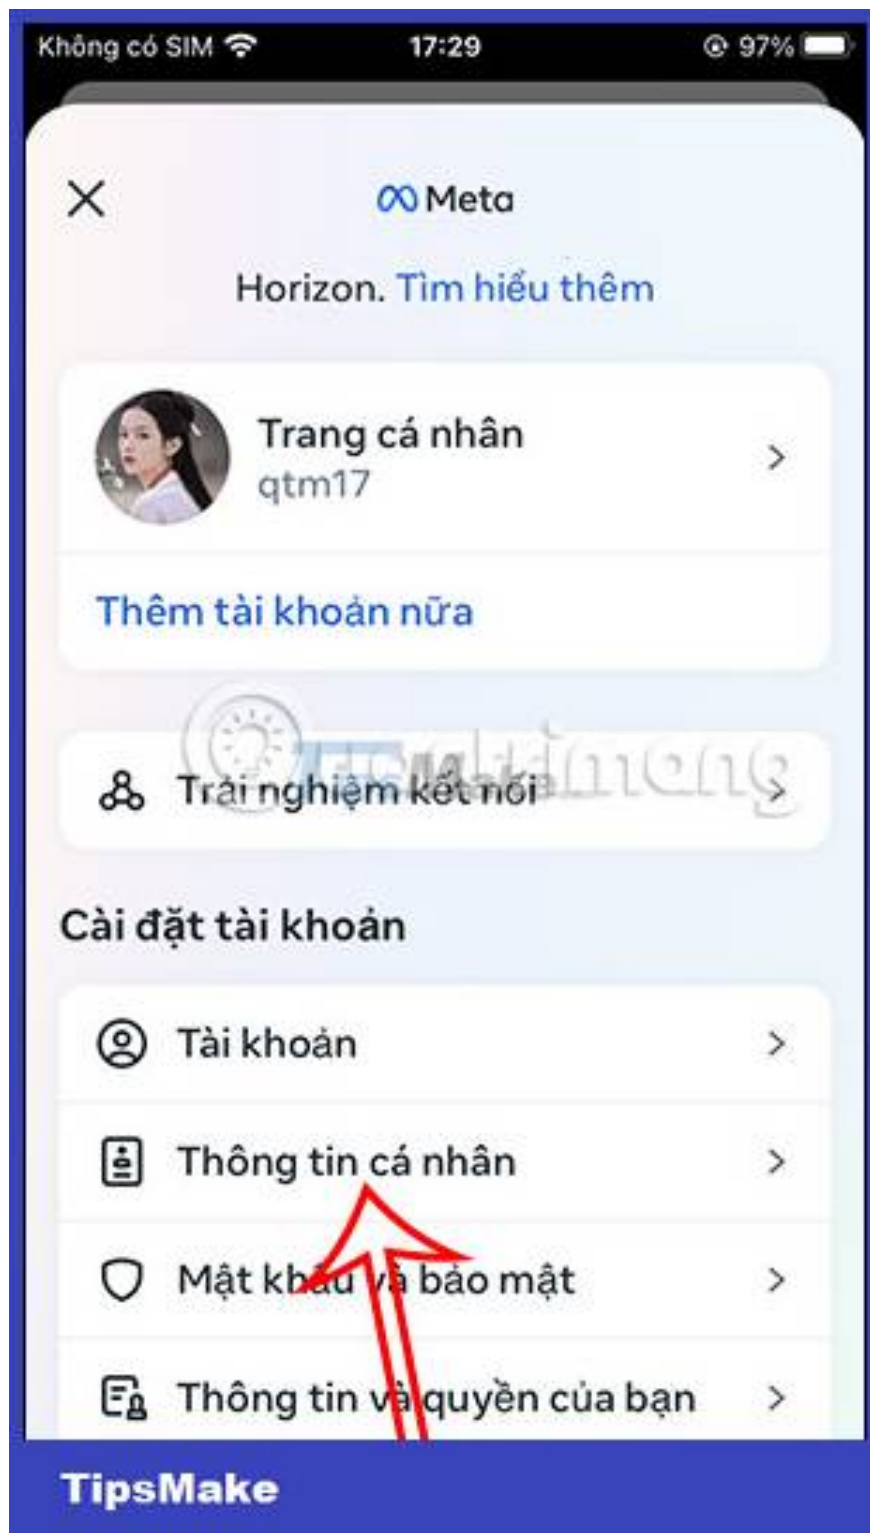 Không có SIM 17:29 97%
Meta
Horizon. Tìm hiểu thêm
Trang cá nhân
qtm17
Thêm tài khoản nữa
Trải nghiệm kết nối
Cài đặt tài khoản
Tài khoản
Thông tin cá nhân
Mật khẩu và bảo mật
Thông tin và quyền của bạn
TipsMake